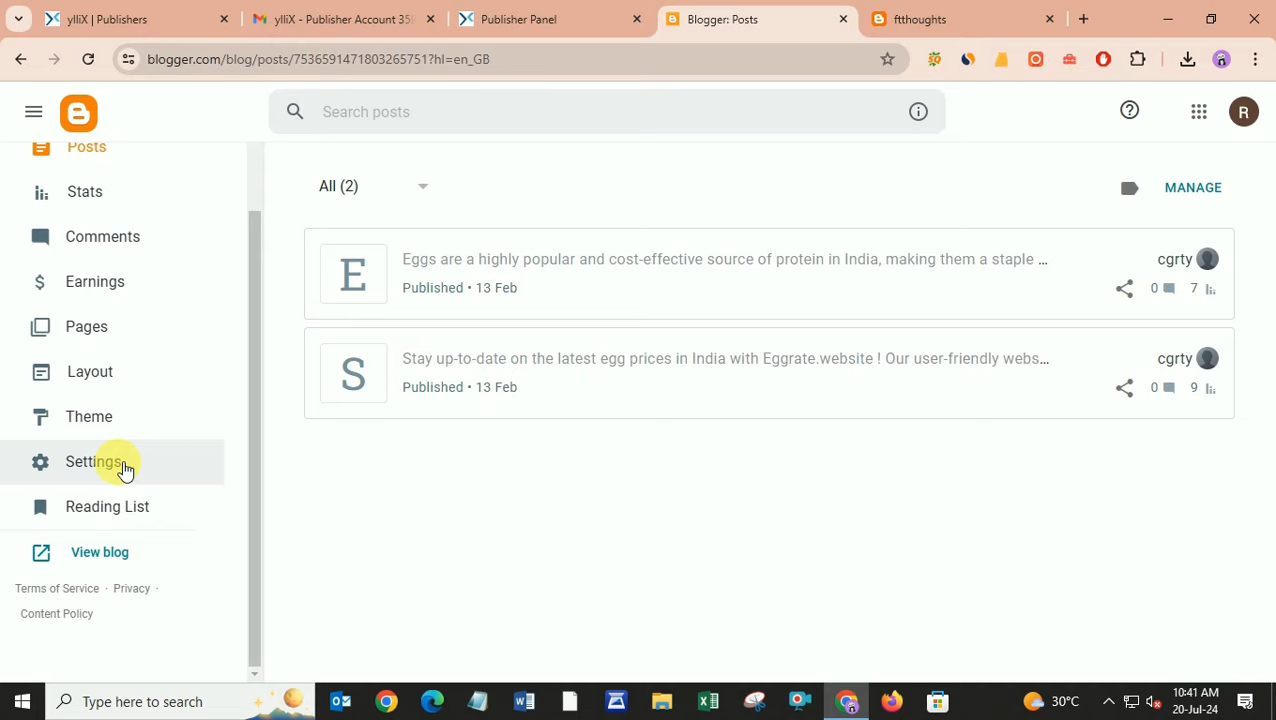 ylliX | Publishers
ylliX - Publisher Account 359
Publisher Panel
Blogger: Posts
ftthoughts
blogger.com/blog/posts/7536591471803265751?hl=en_GB
Search posts
R
Posts
Stats
Comments
Earnings
Pages
Layout
Theme
Settings
Reading List
View blog
Terms of Service · Privacy ·
Content Policy
All (2)
MANAGE
E
Eggs are a highly popular and cost-effective source of protein in India, making them a staple ...
cgrty
Published • 13 Feb
0
7
S
Stay up-to-date on the latest egg prices in India with Eggrate.website ! Our user-friendly webs...
cgrty
Published • 13 Feb
0
9
Type here to search
30°C
10:41 AM
20-Jul-24